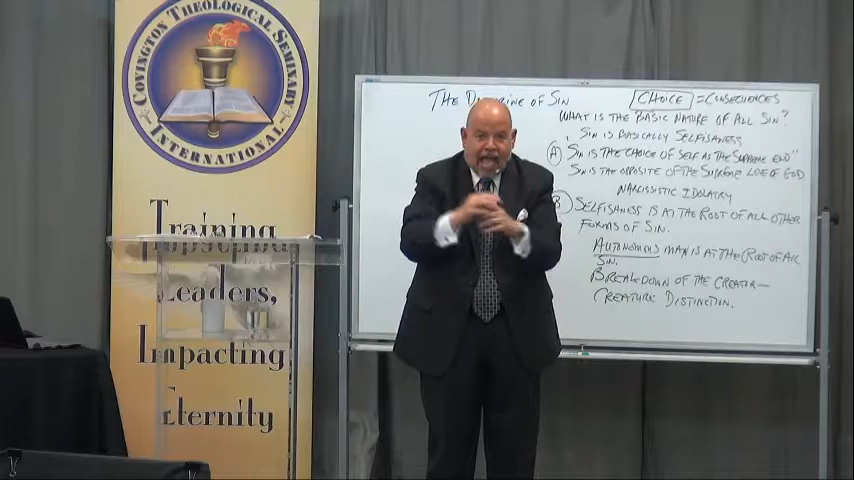 COVINGTON THEOLOGICAL SEMINARY
INTERNATIONAL
Training
Leaders,
Impacting
Eternity
THE DOCTRINE OF SIN
CHOICE = CONSEQUENCES
WHAT IS THE BASIC NATURE OF ALL SIN?
SIN IS BASICALLY SELFISHNESS
A) "SIN IS THE CHOICE OF SELF AS THE SUPREME END"
SIN IS THE OPPOSITE OF THE SUPREME LOVE OF GOD
NARCISSISTIC IDOLATRY
B) SELFISHNESS IS AT THE ROOT OF ALL OTHER
FORMS OF SIN.
AUTONOMOUS MAN IS AT THE ROOT OF ALL
SIN.
BREAKDOWN OF THE CREATOR-
CREATURE DISTINCTION.